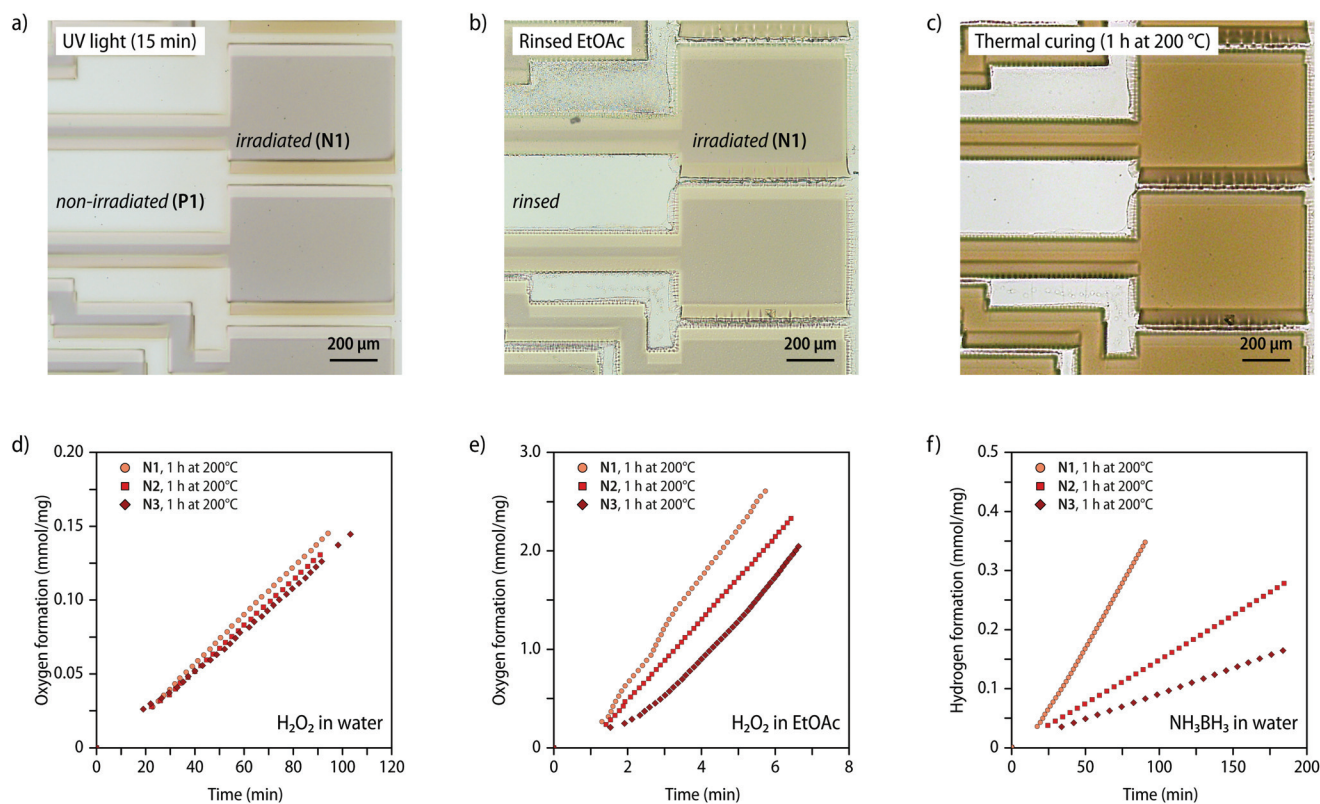 a)
UV light (15 min)
irradiated (N1)
non-irradiated (P1)
200 µm
b)
Rinsed EtOAc
irradiated (N1)
rinsed
200 µm
c)
Thermal curing (1 h at 200 °C)
200 µm
d)
Oxygen formation (mmol/mg)
0.20
0.15
0.10
0.05
0
N1, 1 h at 200°C
N2, 1 h at 200°C
N3, 1 h at 200°C
H₂O₂ in water
0 20 40 60 80 100 120
Time (min)
e)
Oxygen formation (mmol/mg)
3.0
2.0
1.0
0
N1, 1 h at 200°C
N2, 1 h at 200°C
N3, 1 h at 200°C
H₂O₂ in EtOAc
0 2 4 6 8
Time (min)
f)
Hydrogen formation (mmol/mg)
0.5
0.4
0.3
0.2
0.1
0
N1, 1 h at 200°C
N2, 1 h at 200°C
N3, 1 h at 200°C
NH₃BH₃ in water
0 50 100 150 200
Time (min)